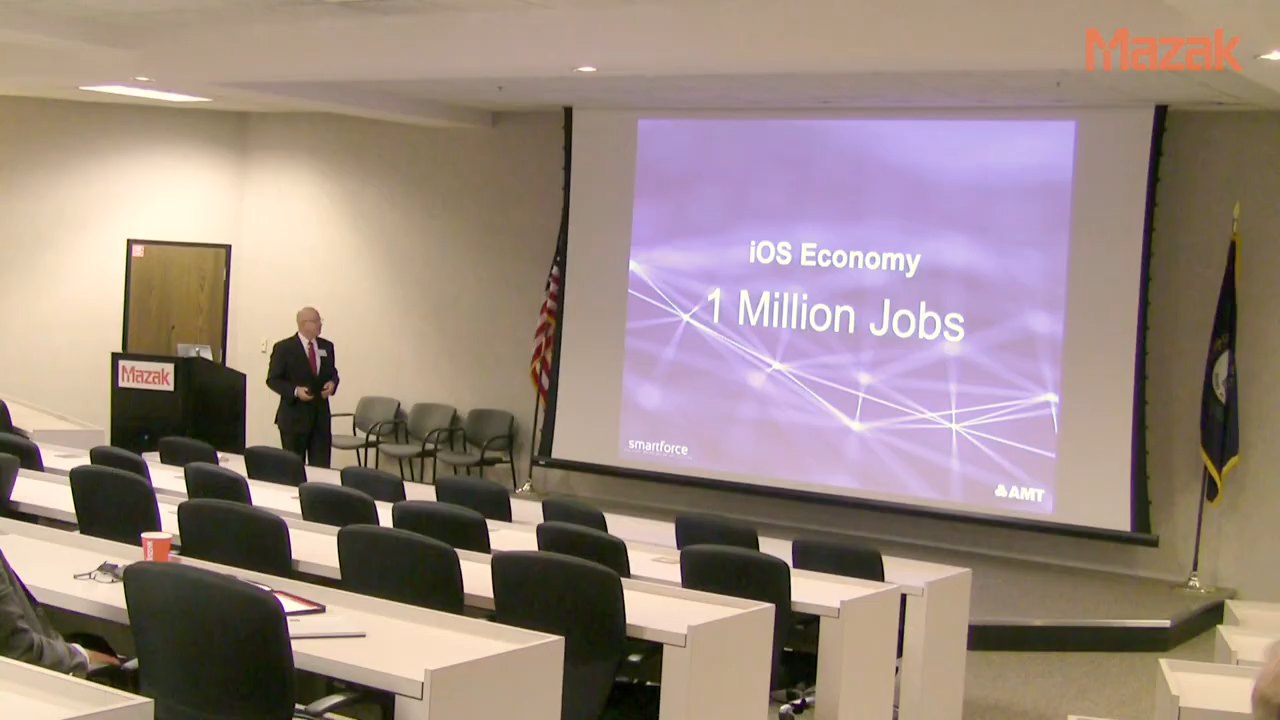 Mazak
iOS Economy
1 Million Jobs
Mazak
smartforce
AMT